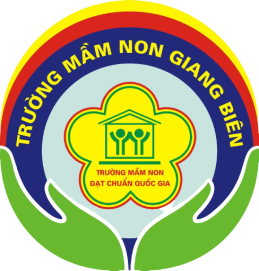 TRƯỜNG MẦM NON GIANG BIÊN
TRƯỜNG MẦM NON
ĐẠT CHUẨN QUỐC GIA